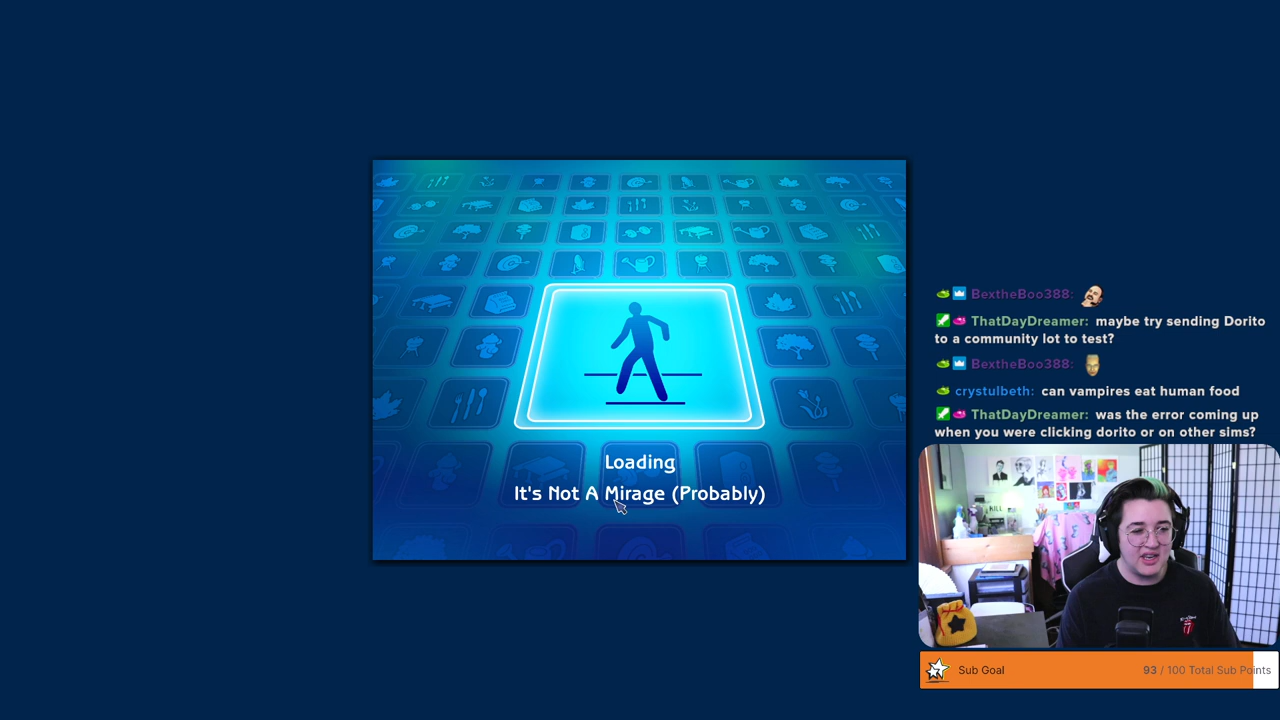 Loading
It's Not A Mirage (Probably)
BextheBoo388:
ThatDayDreamer: maybe try sending Dorito
to a community lot to test?
BextheBoo388:
crystulbeth: can vampires eat human food
ThatDayDreamer: was the error coming up
when you were clicking dorito or on other sims?
KILL
Sub Goal
93 / 100 Total Sub Points